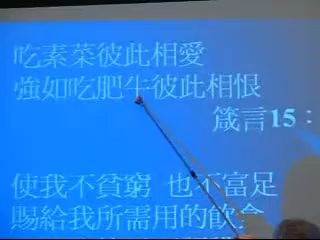 吃素菜彼此相愛
強如吃肥牛彼此相恨
箴言15：
使我不貧窮 也不富足
賜給我所需用的飲食